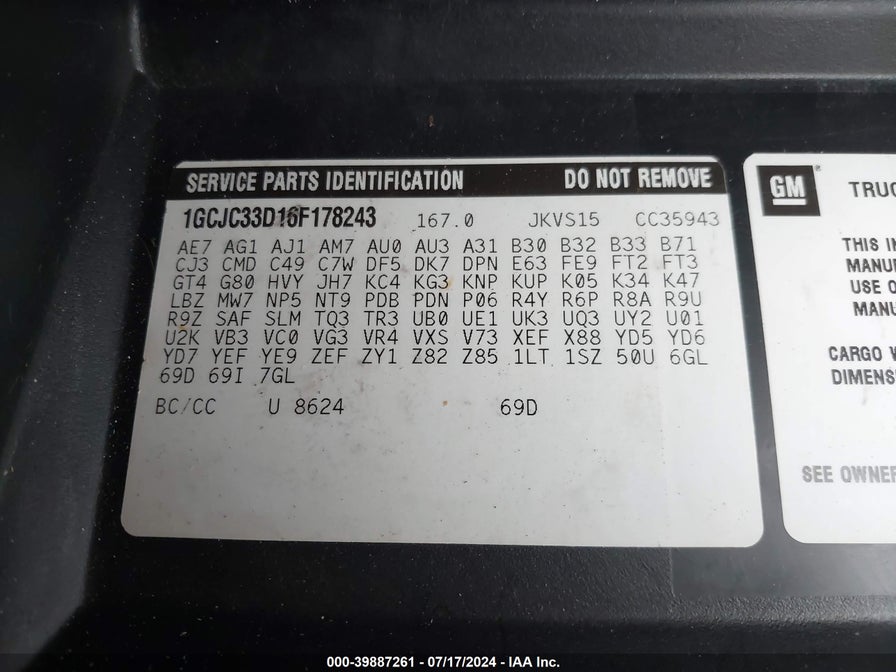 SERVICE PARTS IDENTIFICATION DO NOT REMOVE
1GCJC33D16F178243 167.0 JKVS15 CC35943
AE7 AG1 AJ1 AM7 AU0 AU3 A31 B30 B32 B33 B71
CJ3 CMD C49 C7W DF5 DK7 DPN E63 FE9 FT2 FT3
GT4 G80 HVY JH7 KC4 KG3 KNP KUP K05 K34 K47
LBZ MW7 NP5 NT9 PDB PDN P06 R4Y R6P R8A R9U
R9Z SAF SLM TQ3 TR3 UB0 UE1 UK3 UQ3 UY2 U01
U2K VB3 VC0 VG3 VR4 VXS V73 XEF X88 YD5 YD6
YD7 YEF YE9 ZEF ZY1 Z82 Z85 1LT 1SZ 50U 6GL
69D 69I 7GL
BC/CC U 8624 69D
GM TRUC
THIS IN
MANUF
USE O
MANU
CARGO W
DIMENS
SEE OWNER
000-39887261 - 07/17/2024 - IAA Inc.